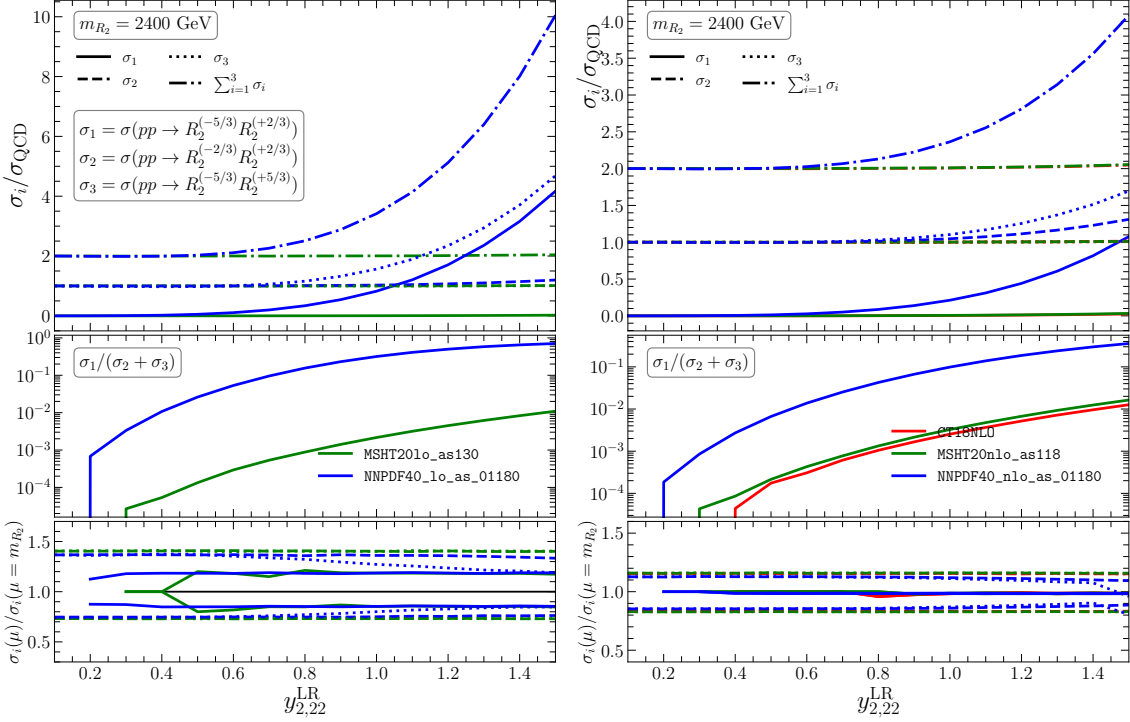 m_{R_2} = 2400 GeV
σ_1
σ_2
σ_3
∑_{i=1}^{3} σ_i
σ_1 = σ(pp → R_2^{(-5/3)} R_2^{(+2/3)})
σ_2 = σ(pp → R_2^{(-2/3)} R_2^{(+2/3)})
σ_3 = σ(pp → R_2^{(-5/3)} R_2^{(+5/3)})
σ_i/σ_QCD
10
8
6
4
2
0
σ_1/(σ_2 + σ_3)
10^0
10^{-1}
10^{-2}
10^{-3}
10^{-4}
MSHT20lo_as130
NNPDF40_lo_as_01180
σ_i(μ)/σ_i(μ = m_{R_2})
1.5
1.0
0.5
0.2 0.4 0.6 0.8 1.0 1.2 1.4
y_{2,22}^{LR}
m_{R_2} = 2400 GeV
σ_1
σ_2
σ_3
∑_{i=1}^{3} σ_i
σ_i/σ_QCD
4.0
3.5
3.0
2.5
2.0
1.5
1.0
0.5
0.0
σ_1/(σ_2 + σ_3)
10^{-1}
10^{-2}
10^{-3}
10^{-4}
CT18NLO
MSHT20nlo_as118
NNPDF40_nlo_as_01180
σ_i(μ)/σ_i(μ = m_{R_2})
1.5
1.0
0.5
0.2 0.4 0.6 0.8 1.0 1.2 1.4
y_{2,22}^{LR}